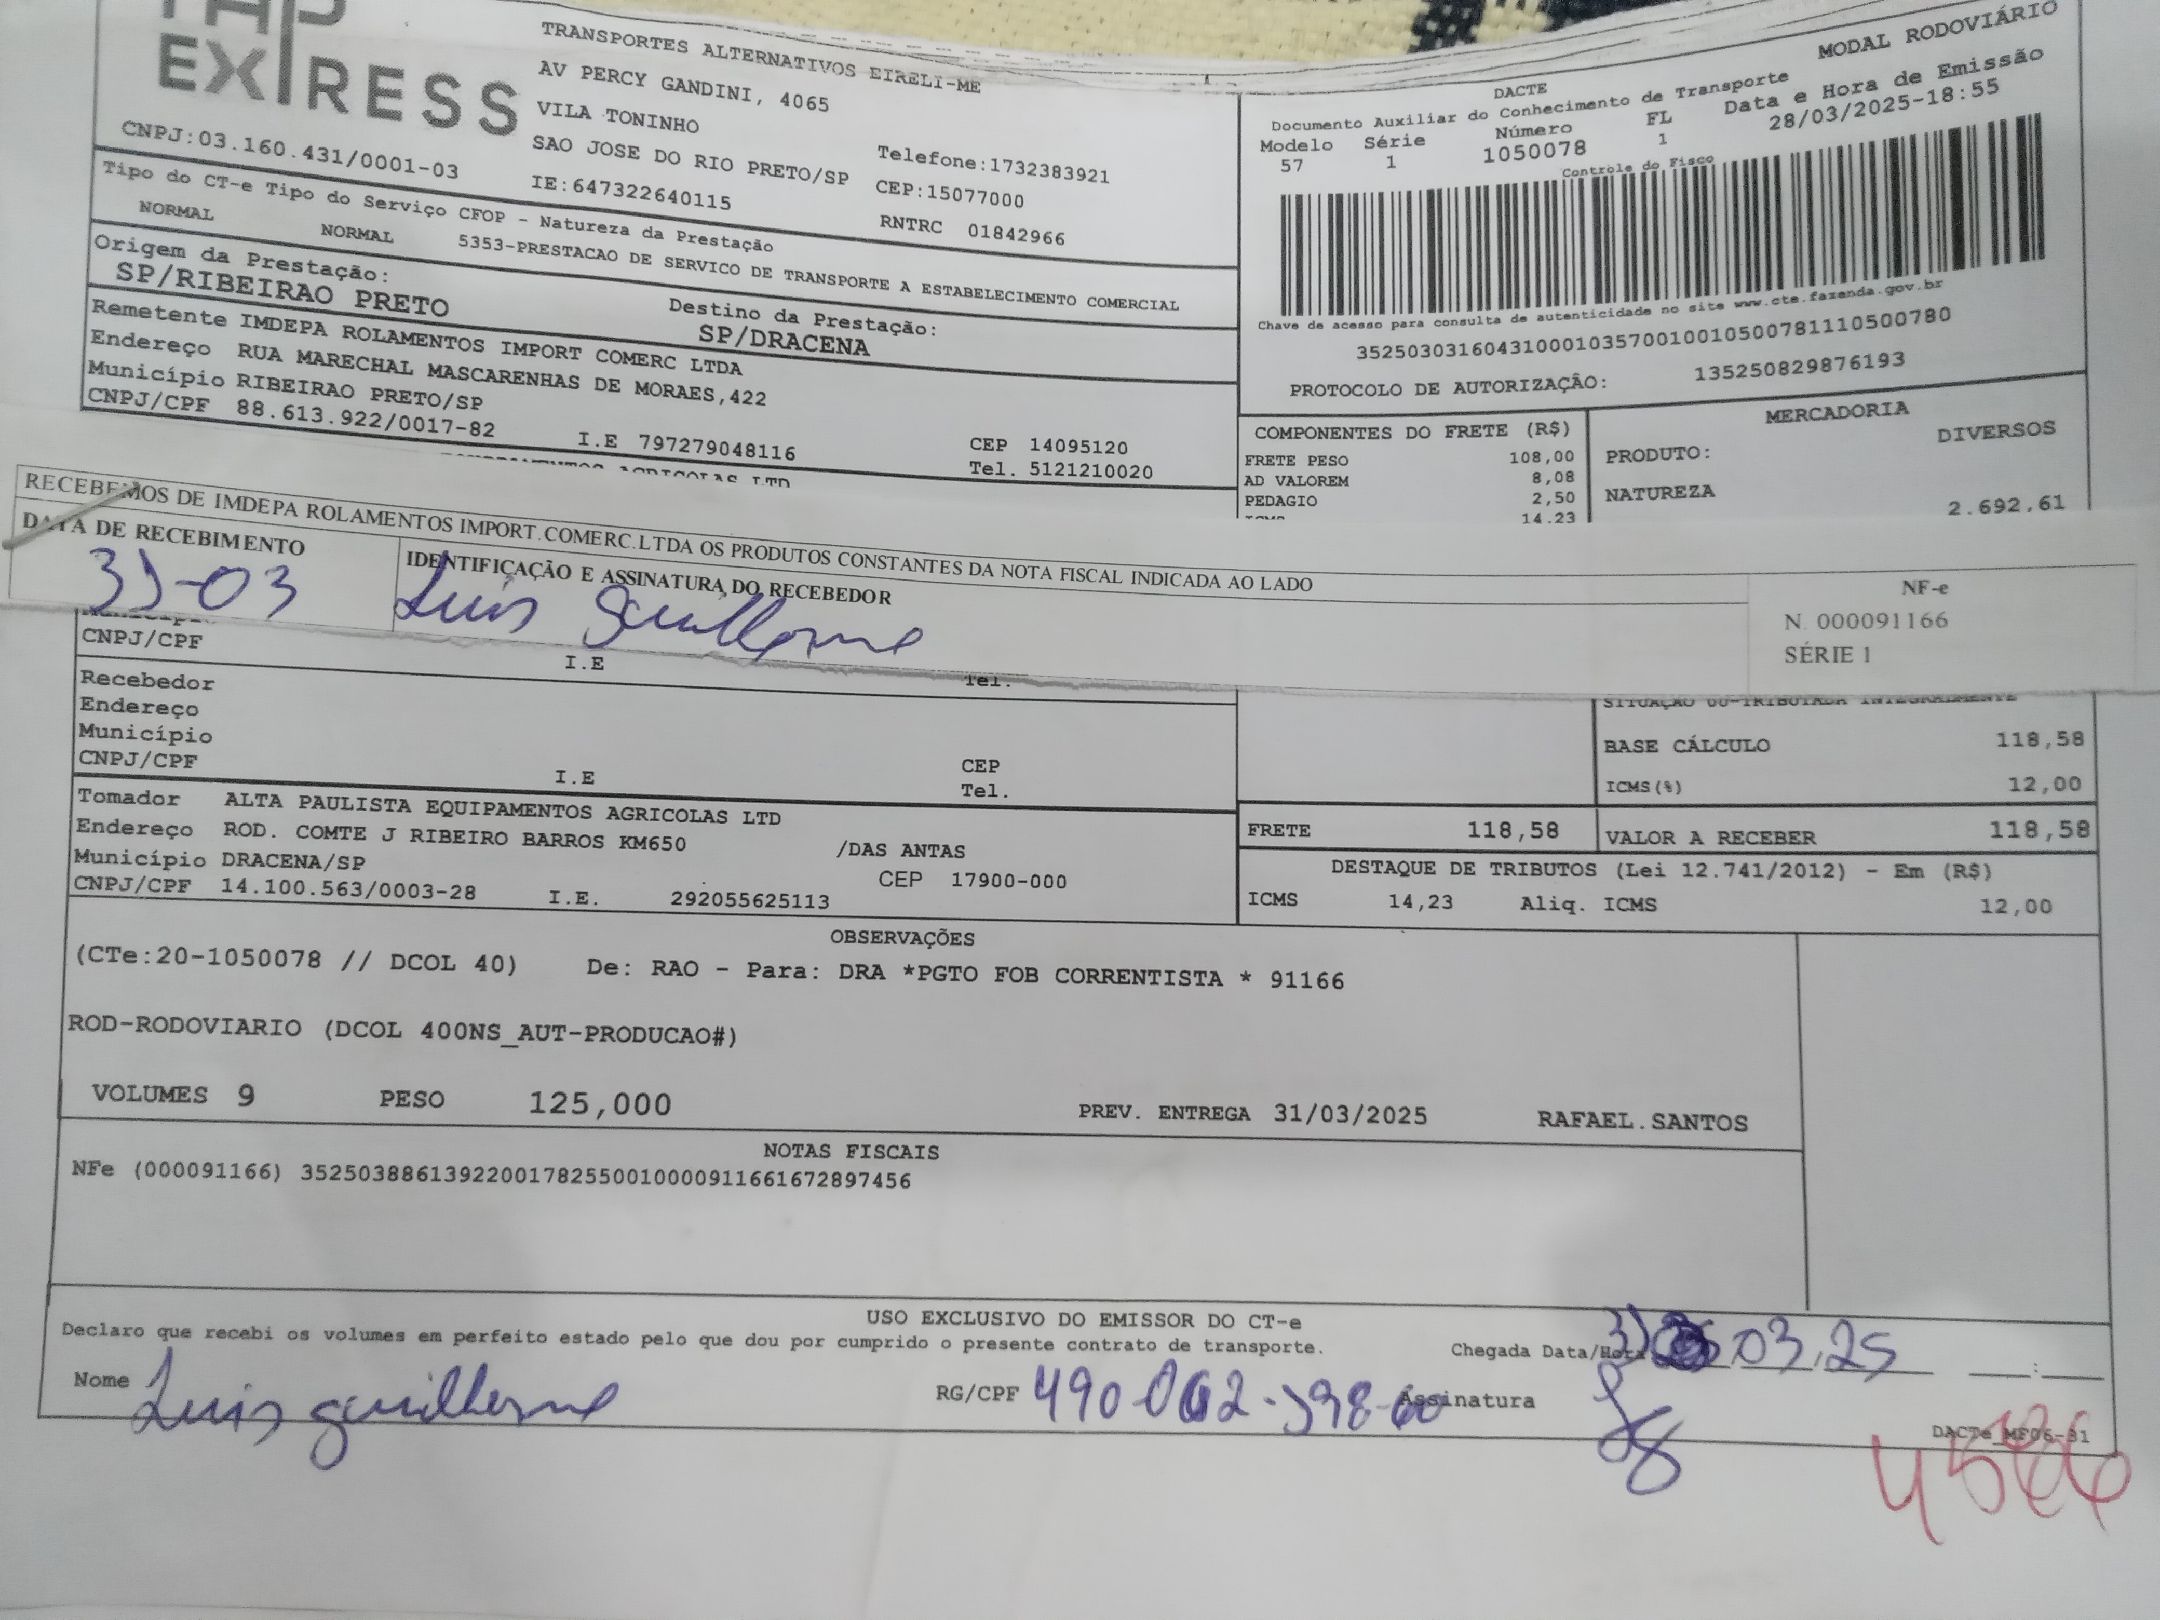 EXPRESS
TRANSPORTES ALTERNATIVOS EIRELI-ME
AV PERCY GANDINI, 4065
VILA TONINHO
SAO JOSE DO RIO PRETO/SP
Telefone:1732383921
CNPJ:03.160.431/0001-03
IE:647322640115
CEP:15077000
RNTRC 01842966
Tipo do CT-e Tipo do Serviço CFOP - Natureza da Prestação
NORMAL NORMAL 5353-PRESTACAO DE SERVICO DE TRANSPORTE A ESTABELECIMENTO COMERCIAL
Origem da Prestação:
SP/RIBEIRAO PRETO
Destino da Prestação:
SP/DRACENA
Remetente IMDEPA ROLAMENTOS IMPORT COMERC LTDA
Endereço RUA MARECHAL MASCARENHAS DE MORAES,422
Município RIBEIRAO PRETO/SP
CEP 14095120
CNPJ/CPF 88.613.922/0017-82 I.E 797279048116 Tel. 5121210020
AGRICOLAS LTD
DACTE
MODAL RODOVIÁRIO
Documento Auxiliar do Conhecimento de Transporte
Data e Hora de Emissão
Modelo Série Número FL
57 1 1050078 1
28/03/2025-18:55
Controle do Fisco
Chave de acesso para consulta de autenticidade no site www.cte.fazenda.gov.br
35250303160431000103570010010500781110500780
PROTOCOLO DE AUTORIZAÇÃO: 135250829876193
COMPONENTES DO FRETE (R$)
FRETE PESO 108,00
AD VALOREM 8,08
PEDAGIO 2,50
ICMS 14,23
MERCADORIA
PRODUTO: DIVERSOS
NATUREZA
2.692,61
RECEBEMOS DE IMDEPA ROLAMENTOS IMPORT.COMERC.LTDA OS PRODUTOS CONSTANTES DA NOTA FISCAL INDICADA AO LADO
DATA DE RECEBIMENTO
31-03
IDENTIFICAÇÃO E ASSINATURA DO RECEBEDOR
Luis guilherme
NF-e
N. 000091166
SÉRIE 1
CNPJ/CPF I.E Tel.
Recebedor
Endereço
Município
CEP
CNPJ/CPF I.E Tel.
SITUAÇÃO 00-TRIBUTADA INTEGRALMENTE
BASE CÁLCULO 118,58
ICMS(%) 12,00
Tomador ALTA PAULISTA EQUIPAMENTOS AGRICOLAS LTD
Endereço ROD. COMTE J RIBEIRO BARROS KM650 /DAS ANTAS
Município DRACENA/SP CEP 17900-000
CNPJ/CPF 14.100.563/0003-28 I.E. 292055625113
FRETE 118,58 VALOR A RECEBER 118,58
DESTAQUE DE TRIBUTOS (Lei 12.741/2012) - Em (R$)
ICMS 14,23 Aliq. ICMS 12,00
OBSERVAÇÕES
(CTe:20-1050078 // DCOL 40) De: RAO - Para: DRA *PGTO FOB CORRENTISTA * 91166
ROD-RODOVIARIO (DCOL 400NS_AUT-PRODUCAO#)
VOLUMES 9 PESO 125,000 PREV. ENTREGA 31/03/2025 RAFAEL.SANTOS
NOTAS FISCAIS
NFe (000091166) 35250388613922001782550010000911661672897456
USO EXCLUSIVO DO EMISSOR DO CT-e
Declaro que recebi os volumes em perfeito estado pelo que dou por cumprido o presente contrato de transporte.
Chegada Data/Hora 31 03.25
Nome Luis guilherme
RG/CPF
Assinatura